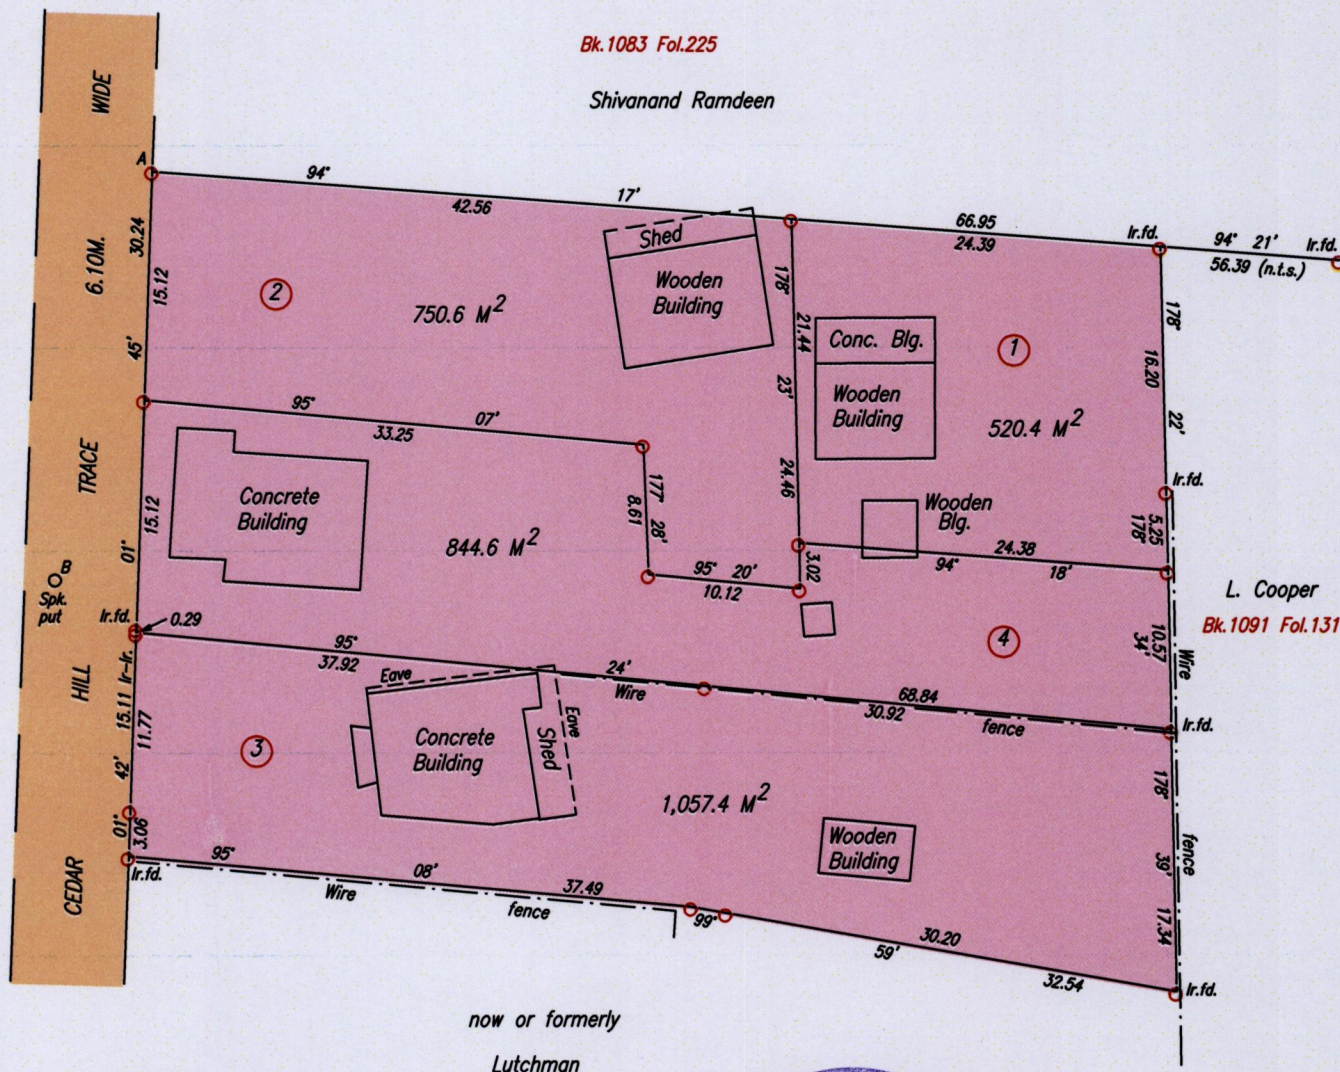 Bk.1083 Fol.225
Shivanand Ramdeen
WIDE
6.10M.
TRACE
HILL
CEDAR
A
94° 17'
42.56
66.95
24.39
Ir.fd.
94° 21'
56.39 (n.t.s.)
Ir.fd.
30.24
15.12
45'
2
750.6 M2
Shed
Wooden
Building
178°
21.44
23'
24.46
Conc. Blg.
Wooden
Building
1
520.4 M2
178°
16.20
22'
Ir.fd.
5.25
178°
95° 07'
33.25
Concrete
Building
15.12
01'
844.6 M2
177° 28'
8.61
95° 20'
10.12
3.02
Wooden
Blg.
24.38
94° 18'
4
10.57
34'
L. Cooper
Bk.1091 Fol.131
Wire
B
Spk.
put
Ir.fd.
0.29
95° 24'
37.92
Wire
68.84
30.92
fence
Ir.fd.
Ir-Ir.
15.11
11.77
42'
01°
3.06
3
Eave
Concrete
Building
Shed
Eave
1,057.4 M2
Wooden
Building
178°
39'
17.34
fence
Ir.fd.
95° 08'
37.49
Wire fence
99° 59'
30.20
32.54
Ir.fd.
now or formerly
Lutchman